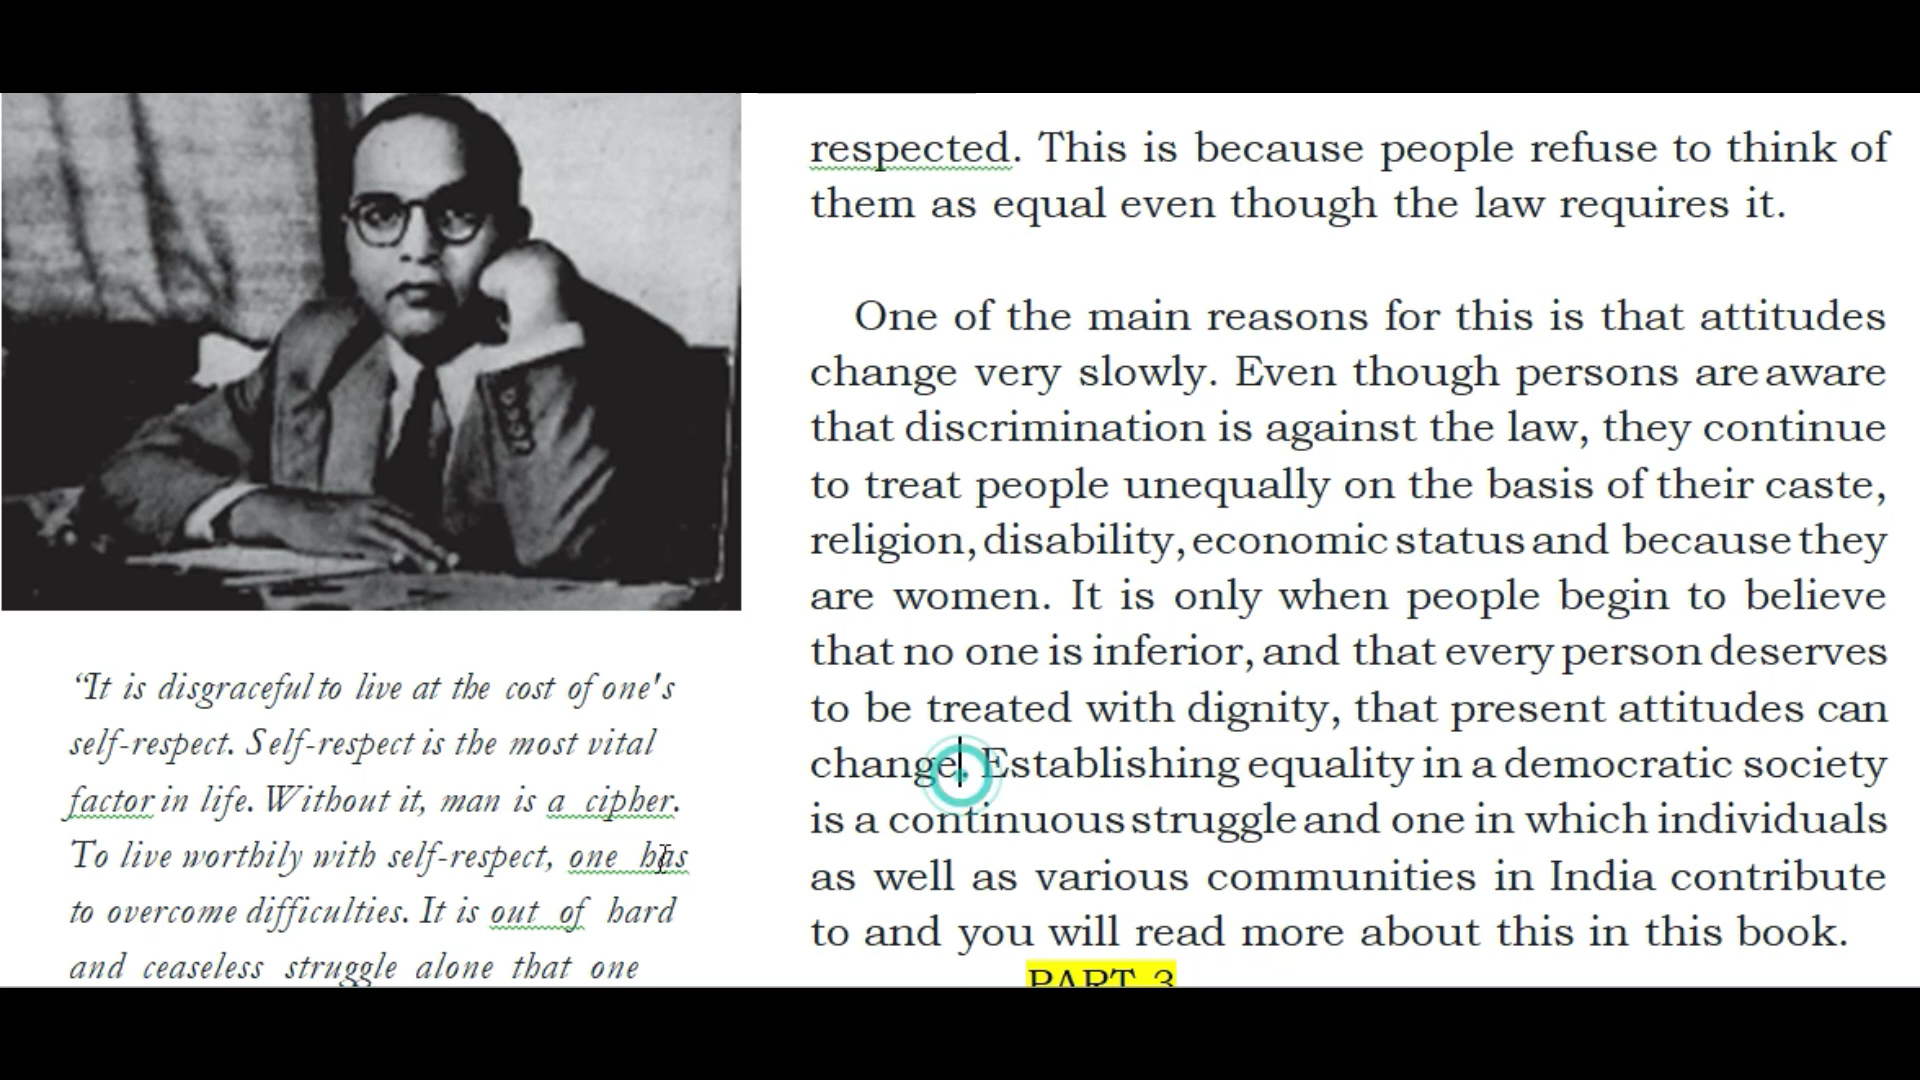 “It is disgraceful to live at the cost of one's
self-respect. Self-respect is the most vital
factor in life. Without it, man is a cipher.
To live worthily with self-respect, one has
to overcome difficulties. It is out of hard
and ceaseless struggle alone that one
respected. This is because people refuse to think of
them as equal even though the law requires it.
One of the main reasons for this is that attitudes
change very slowly. Even though persons are aware
that discrimination is against the law, they continue
to treat people unequally on the basis of their caste,
religion, disability, economic status and because they
are women. It is only when people begin to believe
that no one is inferior, and that every person deserves
to be treated with dignity, that present attitudes can
change. Establishing equality in a democratic society
is a continuous struggle and one in which individuals
as well as various communities in India contribute
to and you will read more about this in this book.
PART 3